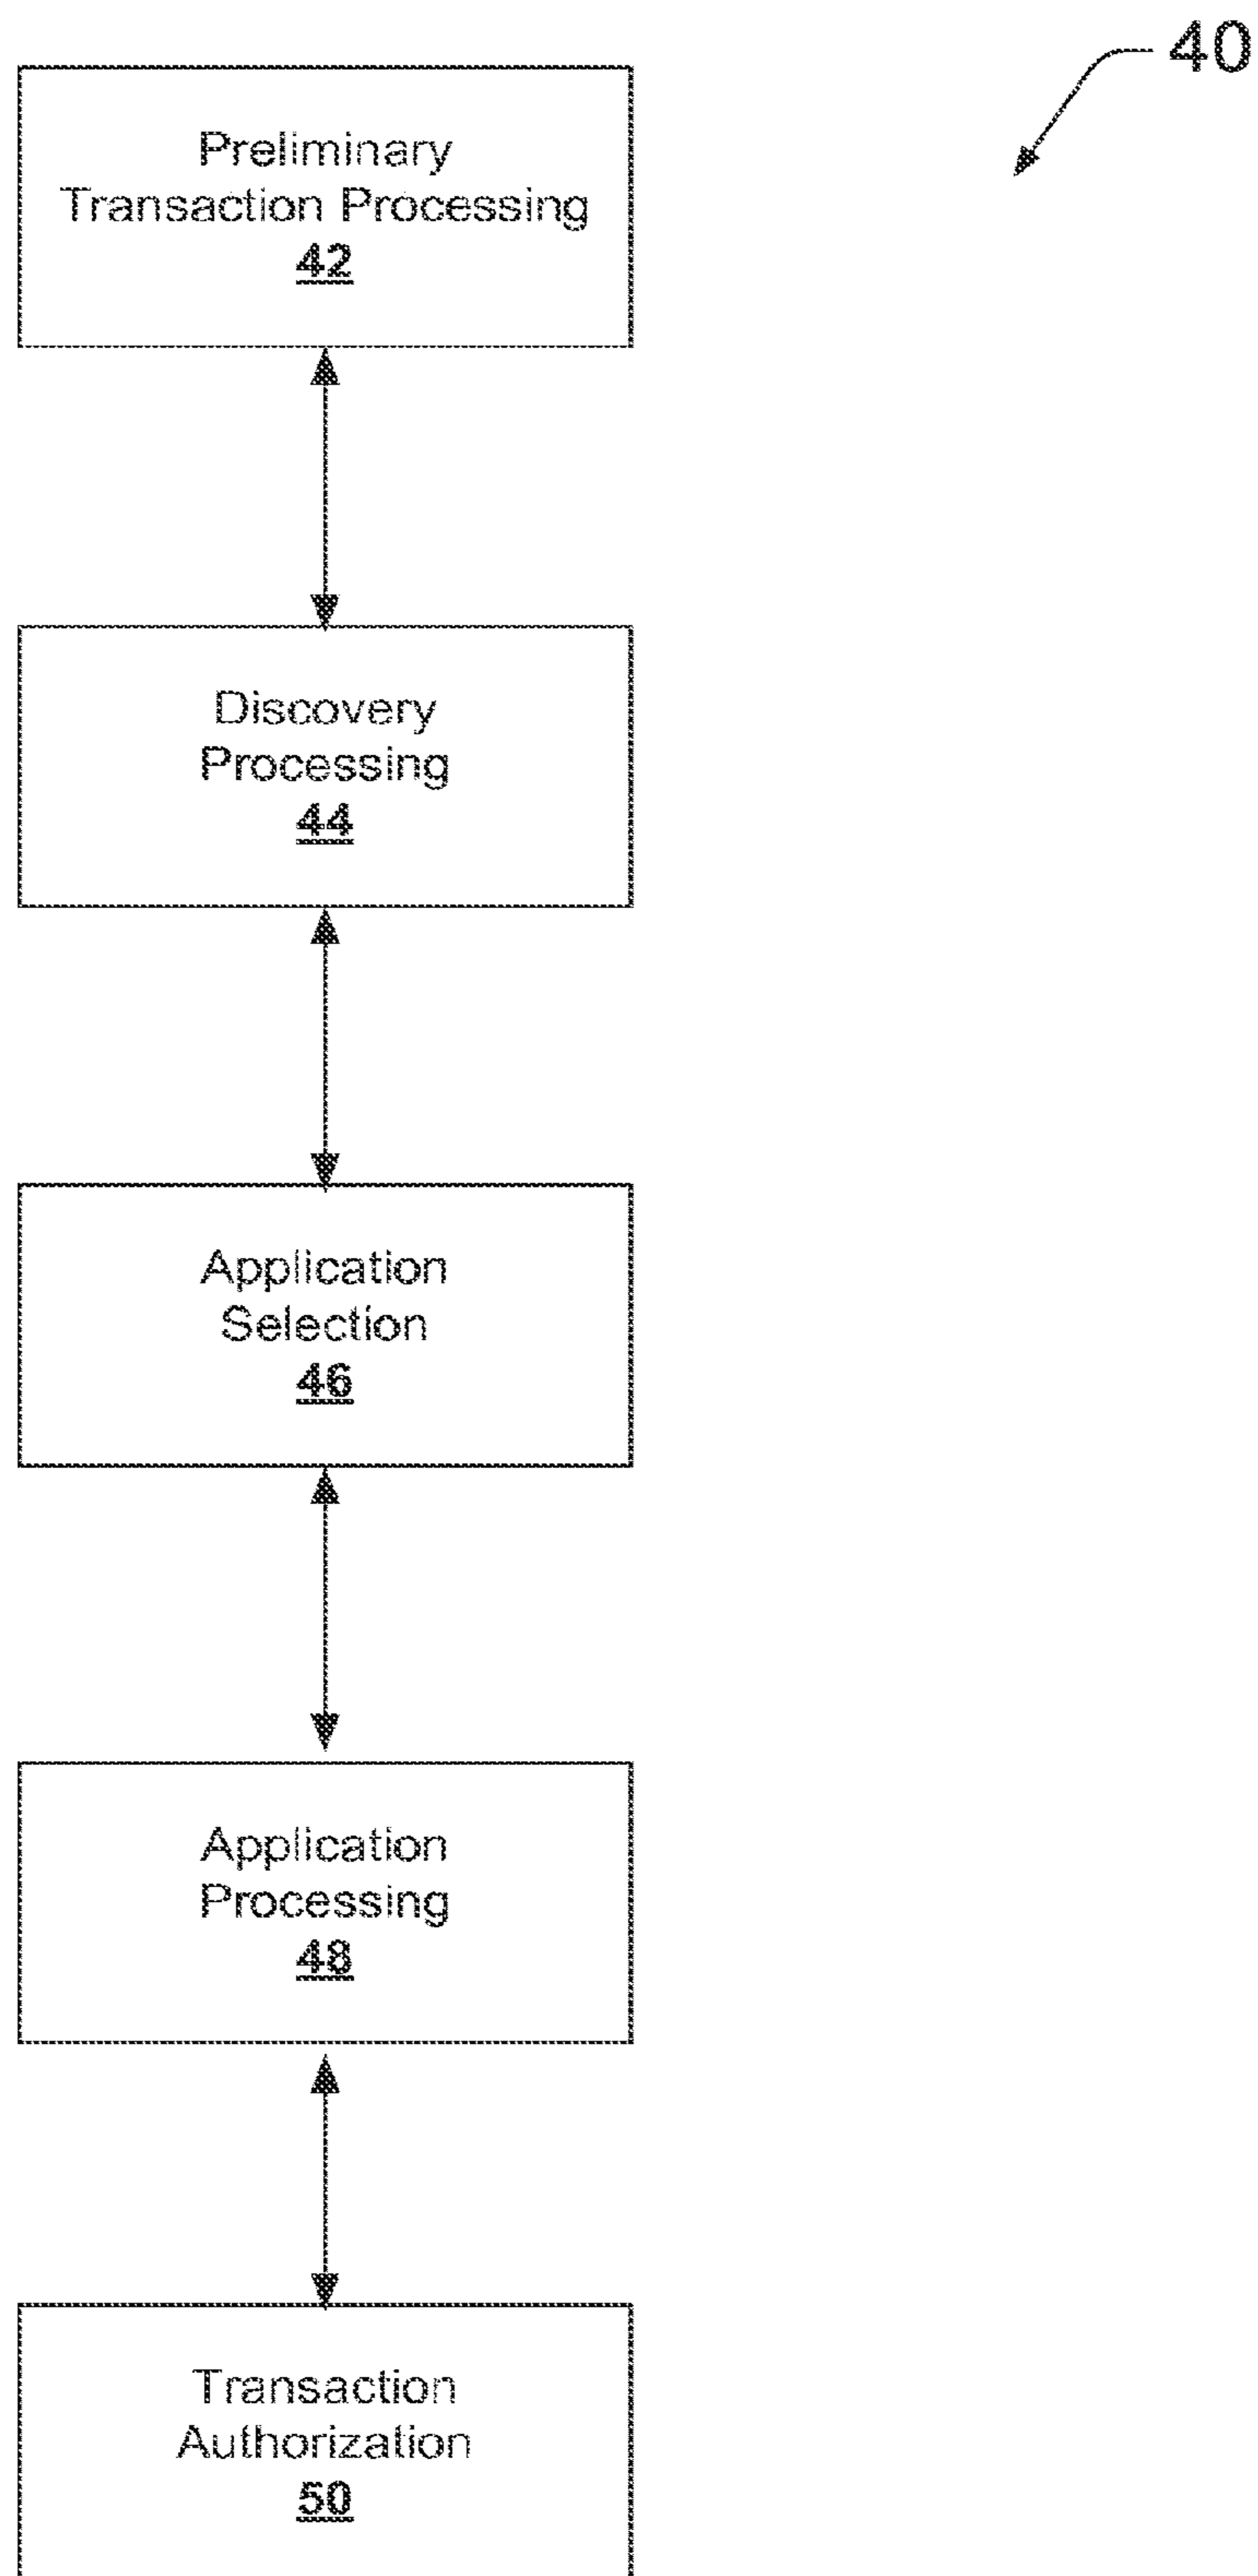 40
Preliminary
Transaction Processing
42
Discovery
Processing
44
Application
Selection
46
Application
Processing
48
Transaction
Authorization
50